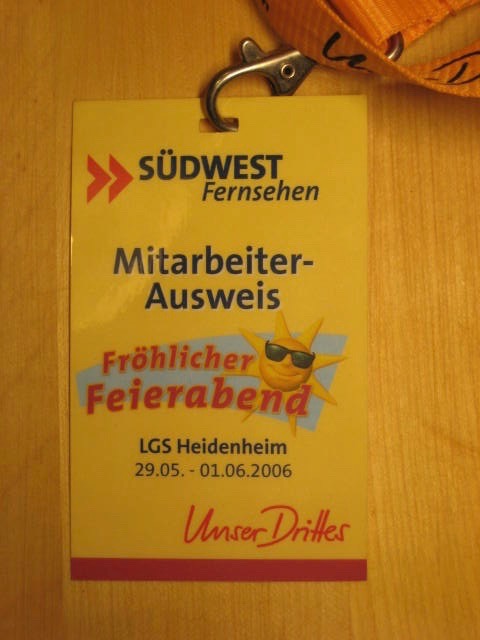 SÜDWEST
Fernsehen
Mitarbeiter-
Ausweis
Fröhlicher
Feierabend
LGS Heidenheim
29.05. - 01.06.2006
Unser Drittes